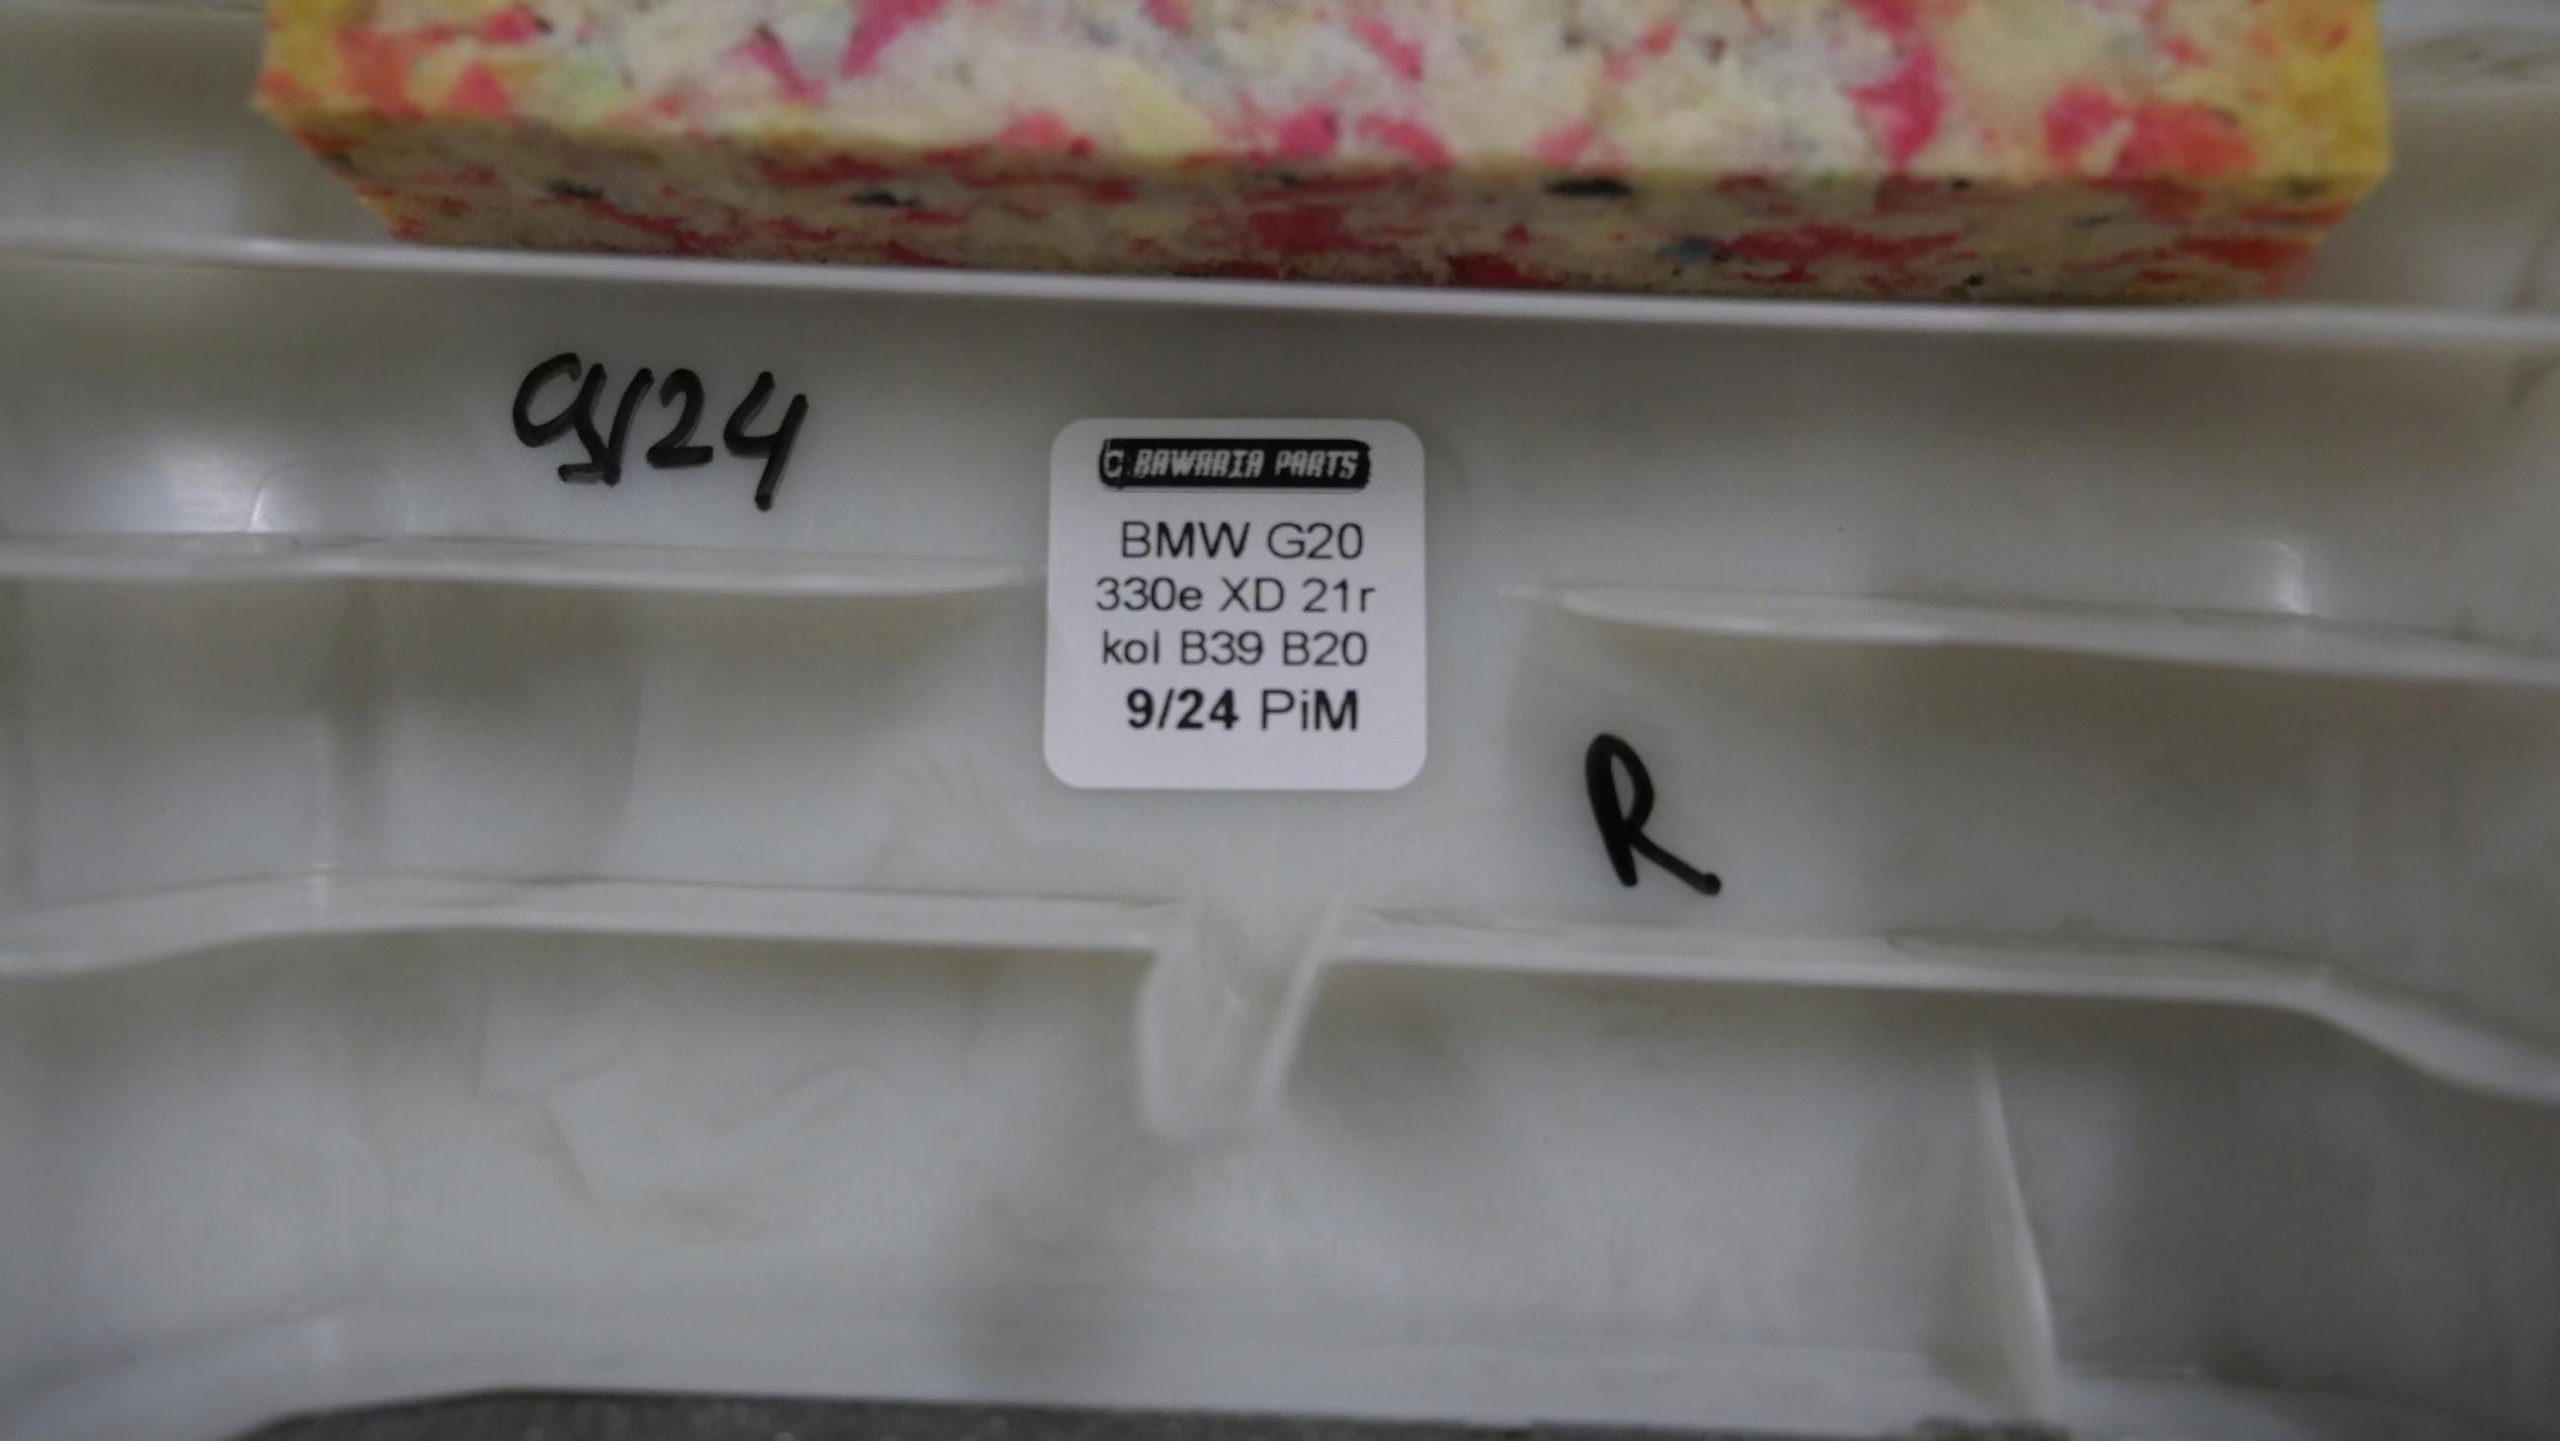 9/24
BAWARIA PARTS
BMW G20
330e XD 21r
kol B39 B20
9/24 PiM
R